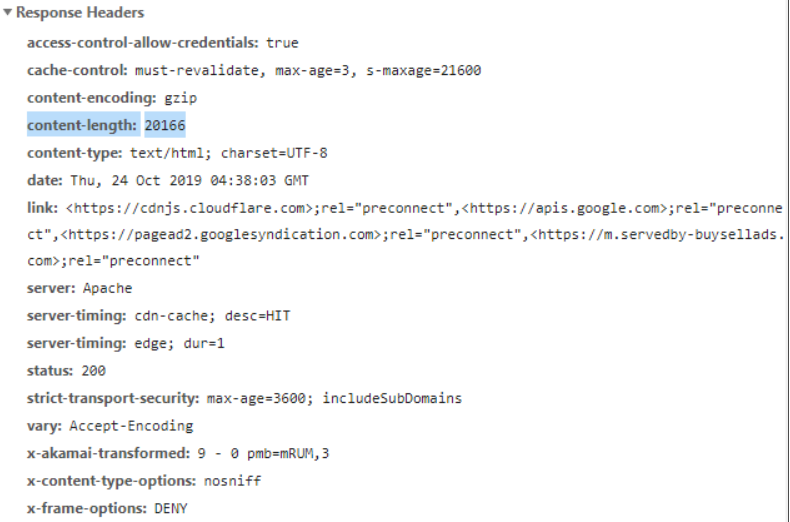 Response Headers
access-control-allow-credentials: true
cache-control: must-revalidate, max-age=3, s-maxage=21600
content-encoding: gzip
content-length: 20166
content-type: text/html; charset=UTF-8
date: Thu, 24 Oct 2019 04:38:03 GMT
link: <https://cdnjs.cloudflare.com>;rel="preconnect",<https://apis.google.com>;rel="preconne
ct",<https://pagead2.googlesyndication.com>;rel="preconnect",<https://m.servedby-buysellads.
com>;rel="preconnect"
server: Apache
server-timing: cdn-cache; desc=HIT
server-timing: edge; dur=1
status: 200
strict-transport-security: max-age=3600; includeSubDomains
vary: Accept-Encoding
x-akamai-transformed: 9 - 0 pmb=mRUM,3
x-content-type-options: nosniff
x-frame-options: DENY